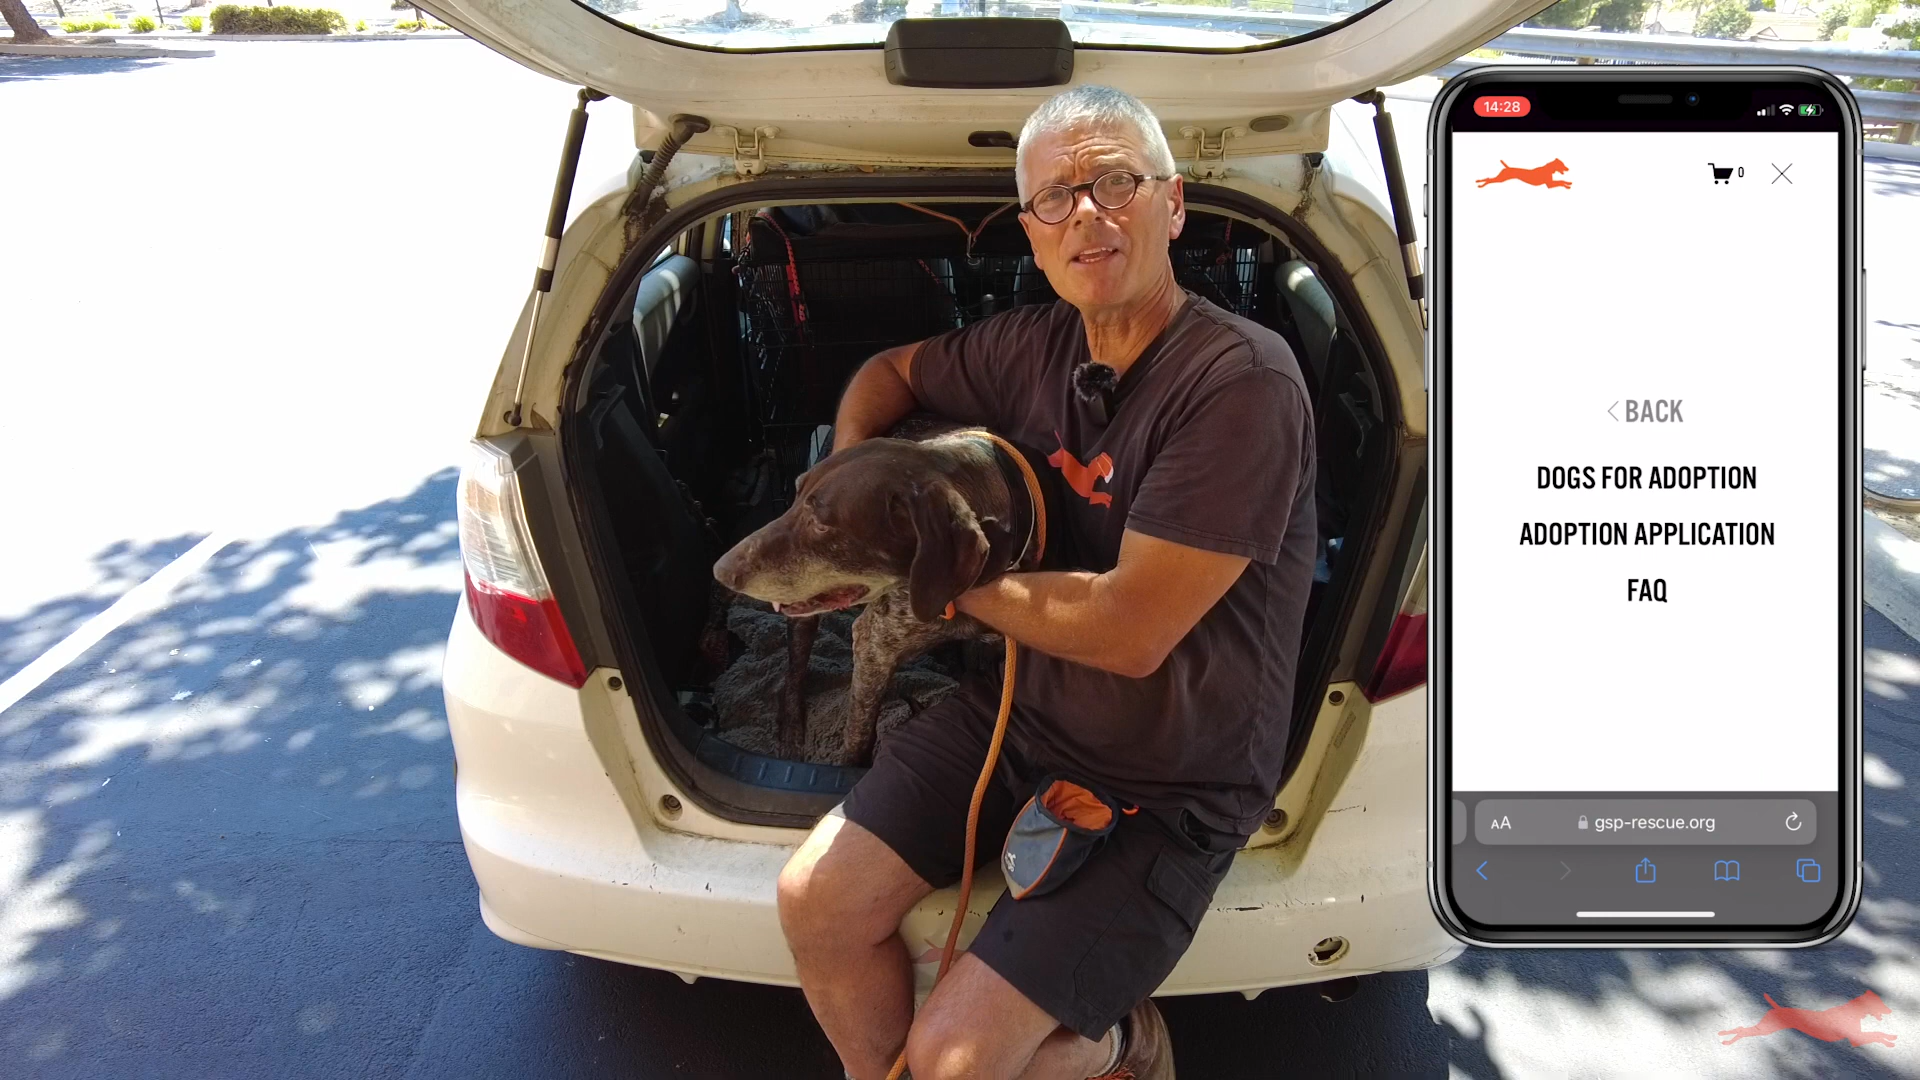 14:28
0
BACK
DOGS FOR ADOPTION
ADOPTION APPLICATION
FAQ
AA
gsp-rescue.org